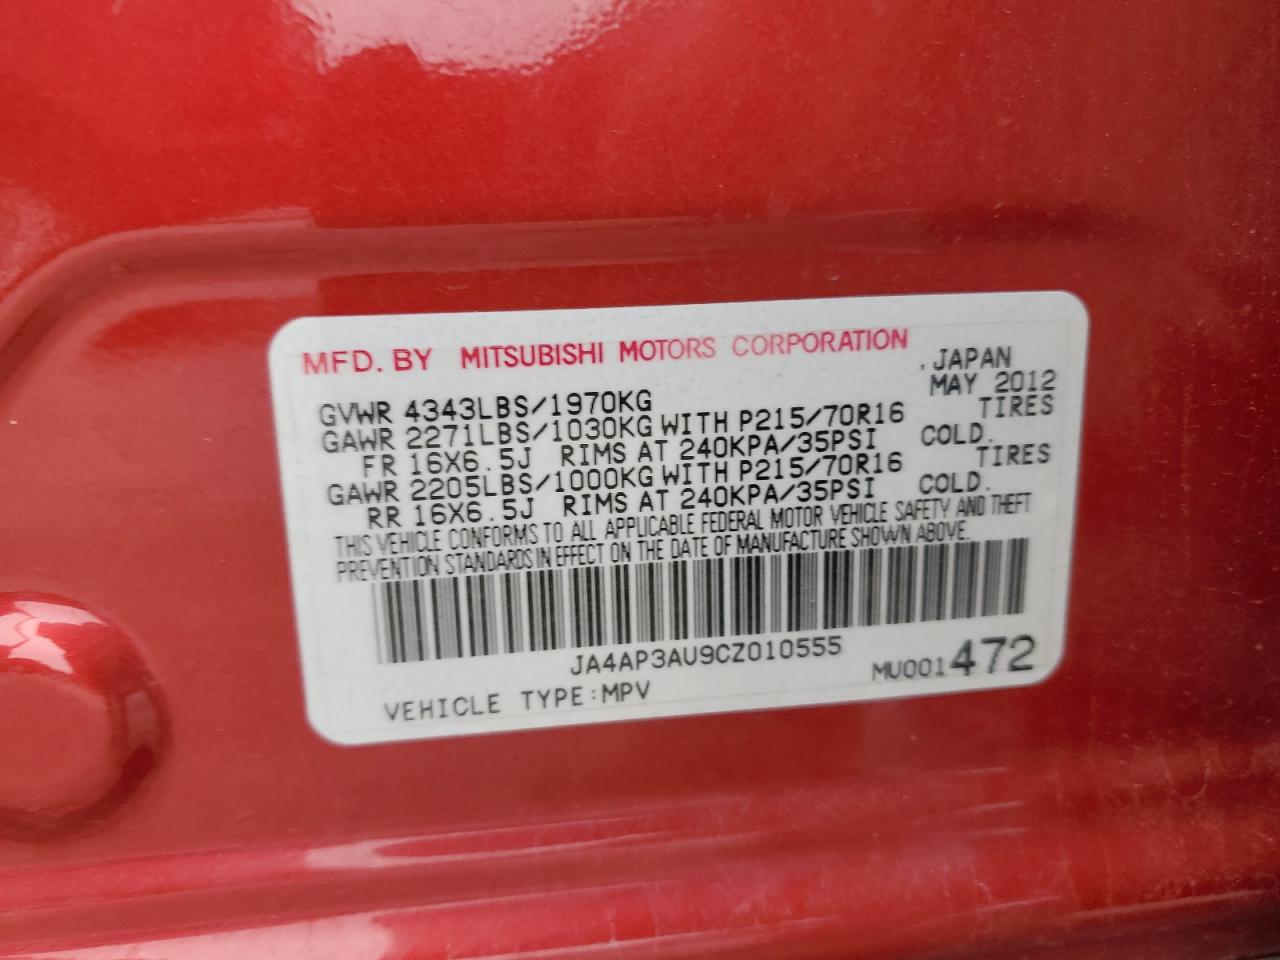 MFD. BY MITSUBISHI MOTORS CORPORATION
. JAPAN
GVWR 4343LBS/1970KG MAY 2012
GAWR 2271LBS/1030KG WITH P215/70R16 TIRES
FR 16X6.5J RIMS AT 240KPA/35PSI COLD.
GAWR 2205LBS/1000KG WITH P215/70R16 TIRES
RR 16X6.5J RIMS AT 240KPA/35PSI COLD.
THIS VEHICLE CONFORMS TO ALL APPLICABLE FEDERAL MOTOR VEHICLE SAFETY AND THEFT
PREVENTION STANDARDS IN EFFECT ON THE DATE OF MANUFACTURE SHOWN ABOVE.
JA4AP3AU9CZ010555
MU001472
VEHICLE TYPE:MPV